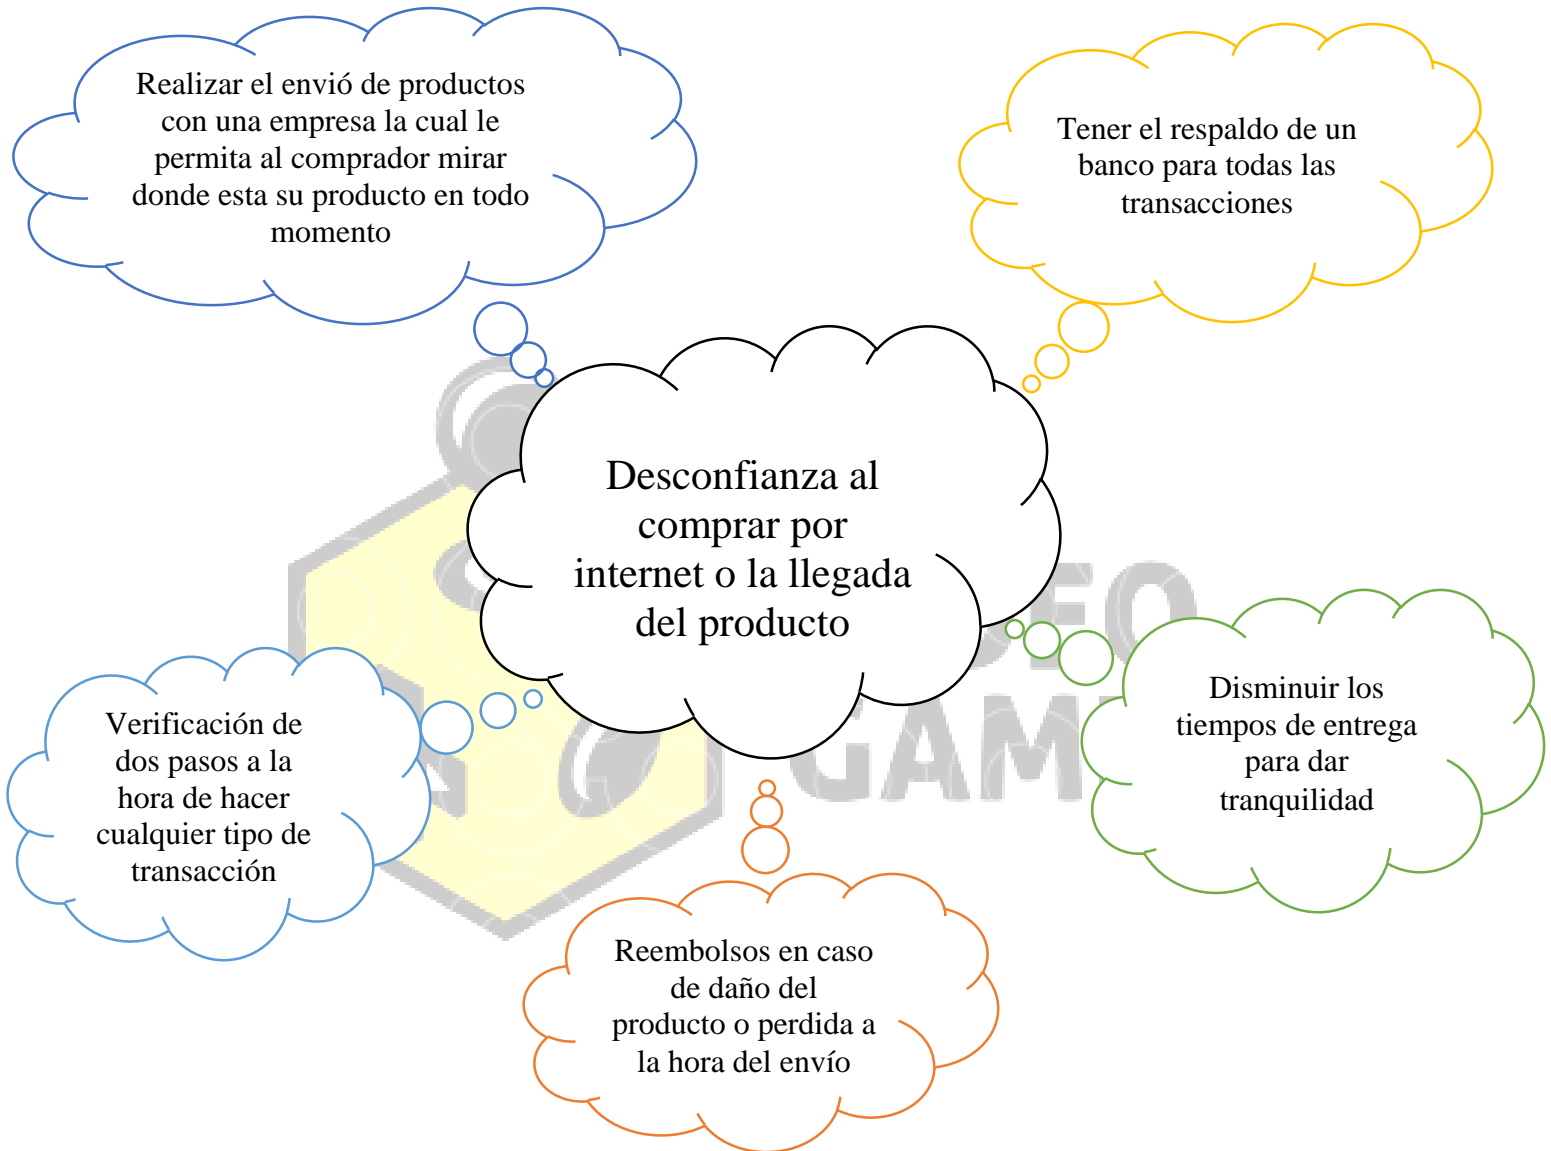 Realizar el envió de productos
con una empresa la cual le
permita al comprador mirar
donde esta su producto en todo
momento
Tener el respaldo de un
banco para todas las
transacciones
Desconfianza al
comprar por
internet o la llegada
del producto
Verificación de
dos pasos a la
hora de hacer
cualquier tipo de
transacción
Disminuir los
tiempos de entrega
para dar
tranquilidad
Reembolsos en caso
de daño del
producto o perdida a
la hora del envío